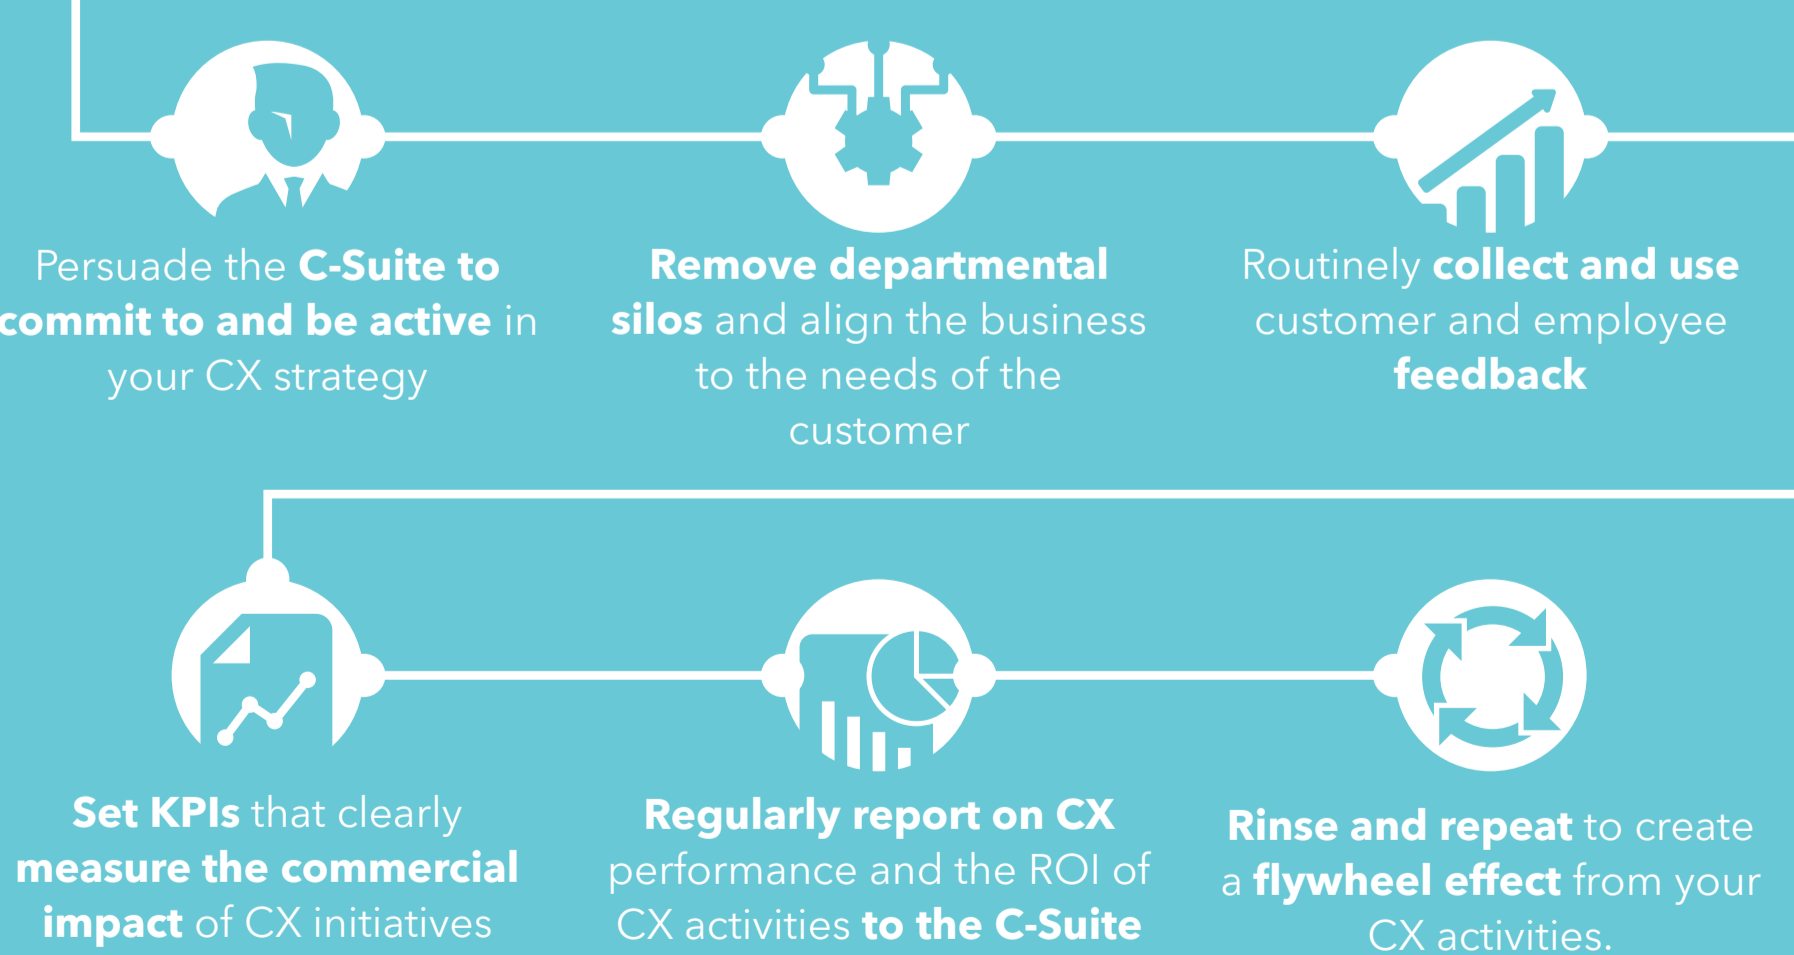 Persuade the C-Suite to
commit to and be active in
your CX strategy
Remove departmental
silos and align the business
to the needs of the
customer
Routinely collect and use
customer and employee
feedback
Set KPIs that clearly
measure the commercial
impact of CX initiatives
Regularly report on CX
performance and the ROI of
CX activities to the C-Suite
Rinse and repeat to create
a flywheel effect from your
CX activities.